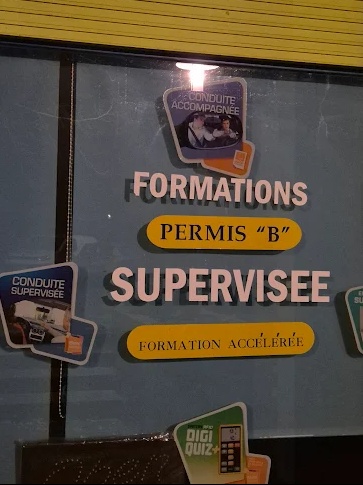 CONDUITE
ACCOMPAGNÉE
FORMATIONS
PERMIS “B”
SUPERVISEE
CONDUITE
SUPERVISÉE
FORMATION ACCÉLÉRÉE
DIGI
QUIZ+